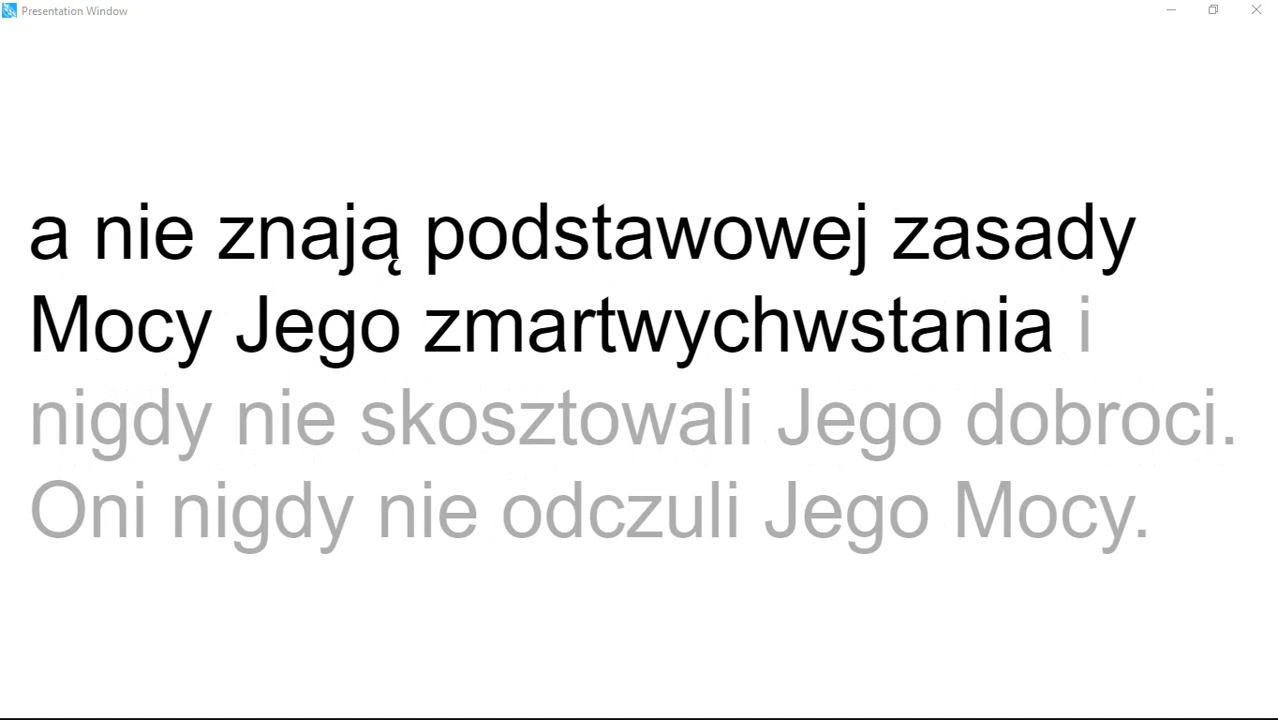 Presentation Window
a nie znają podstawowej zasady
Mocy Jego zmartwychwstania i
nigdy nie skosztowali Jego dobroci.
Oni nigdy nie odczuli Jego Mocy.